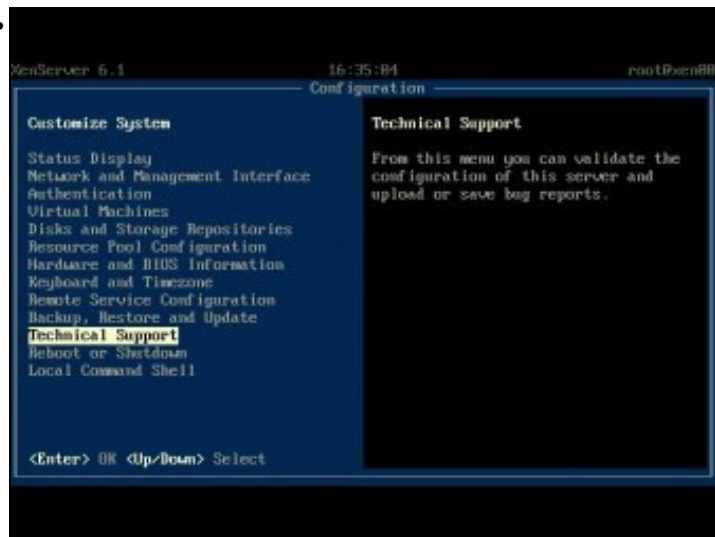 XenServer 6.1 16:35:04 root@xen00
Configuration
Customize System
Status Display
Network and Management Interface
Authentication
Virtual Machines
Disks and Storage Repositories
Resource Pool Configuration
Hardware and BIOS Information
Keyboard and Timezone
Remote Service Configuration
Backup, Restore and Update
Technical Support
Reboot or Shutdown
Local Command Shell
<Enter> OK <Up/Down> Select
Technical Support
From this menu you can validate the
configuration of this server and
upload or save bug reports.